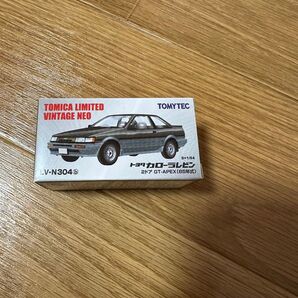 TOMICA LIMITED
VINTAGE NEO
TOMYTEC
S=1/64
トヨタ カローラレビン
2ドア GT-APEX(85年式)
LV-N304b